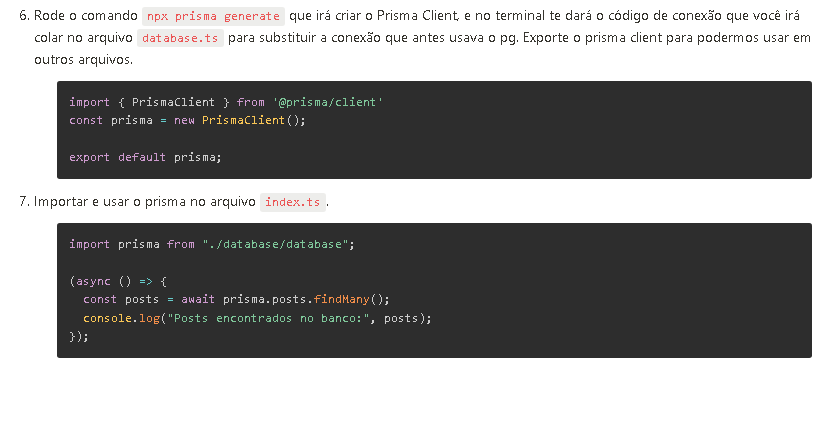 6. Rode o comando npx prisma generate que irá criar o Prisma Client, e no terminal te dará o código de conexão que você irá
colar no arquivo database.ts para substituir a conexão que antes usava o pg. Exporte o prisma client para podermos usar em
outros arquivos.
import { PrismaClient } from '@prisma/client'
const prisma = new PrismaClient();
export default prisma;
7. Importar e usar o prisma no arquivo index.ts.
import prisma from "./database/database";
(async () => {
  const posts = await prisma.posts.findMany();
  console.log("Posts encontrados no banco:", posts);
});